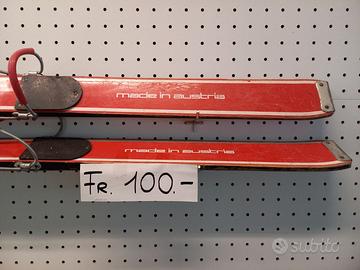 made in austria
made in austria
FR. 100.-
subito